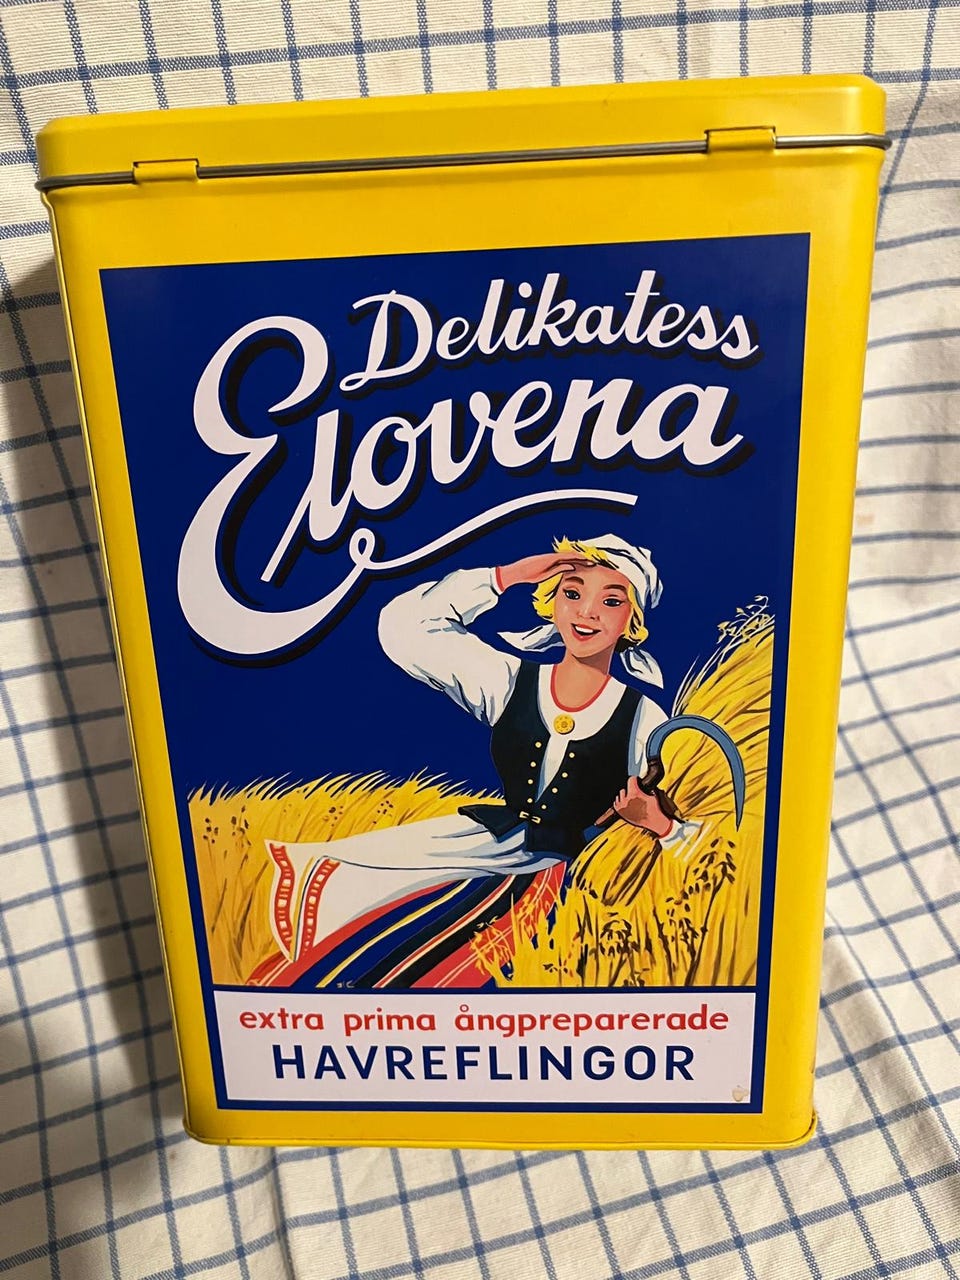 Delikatess
Elovena
extra prima ångpreparerade
HAVREFLINGOR